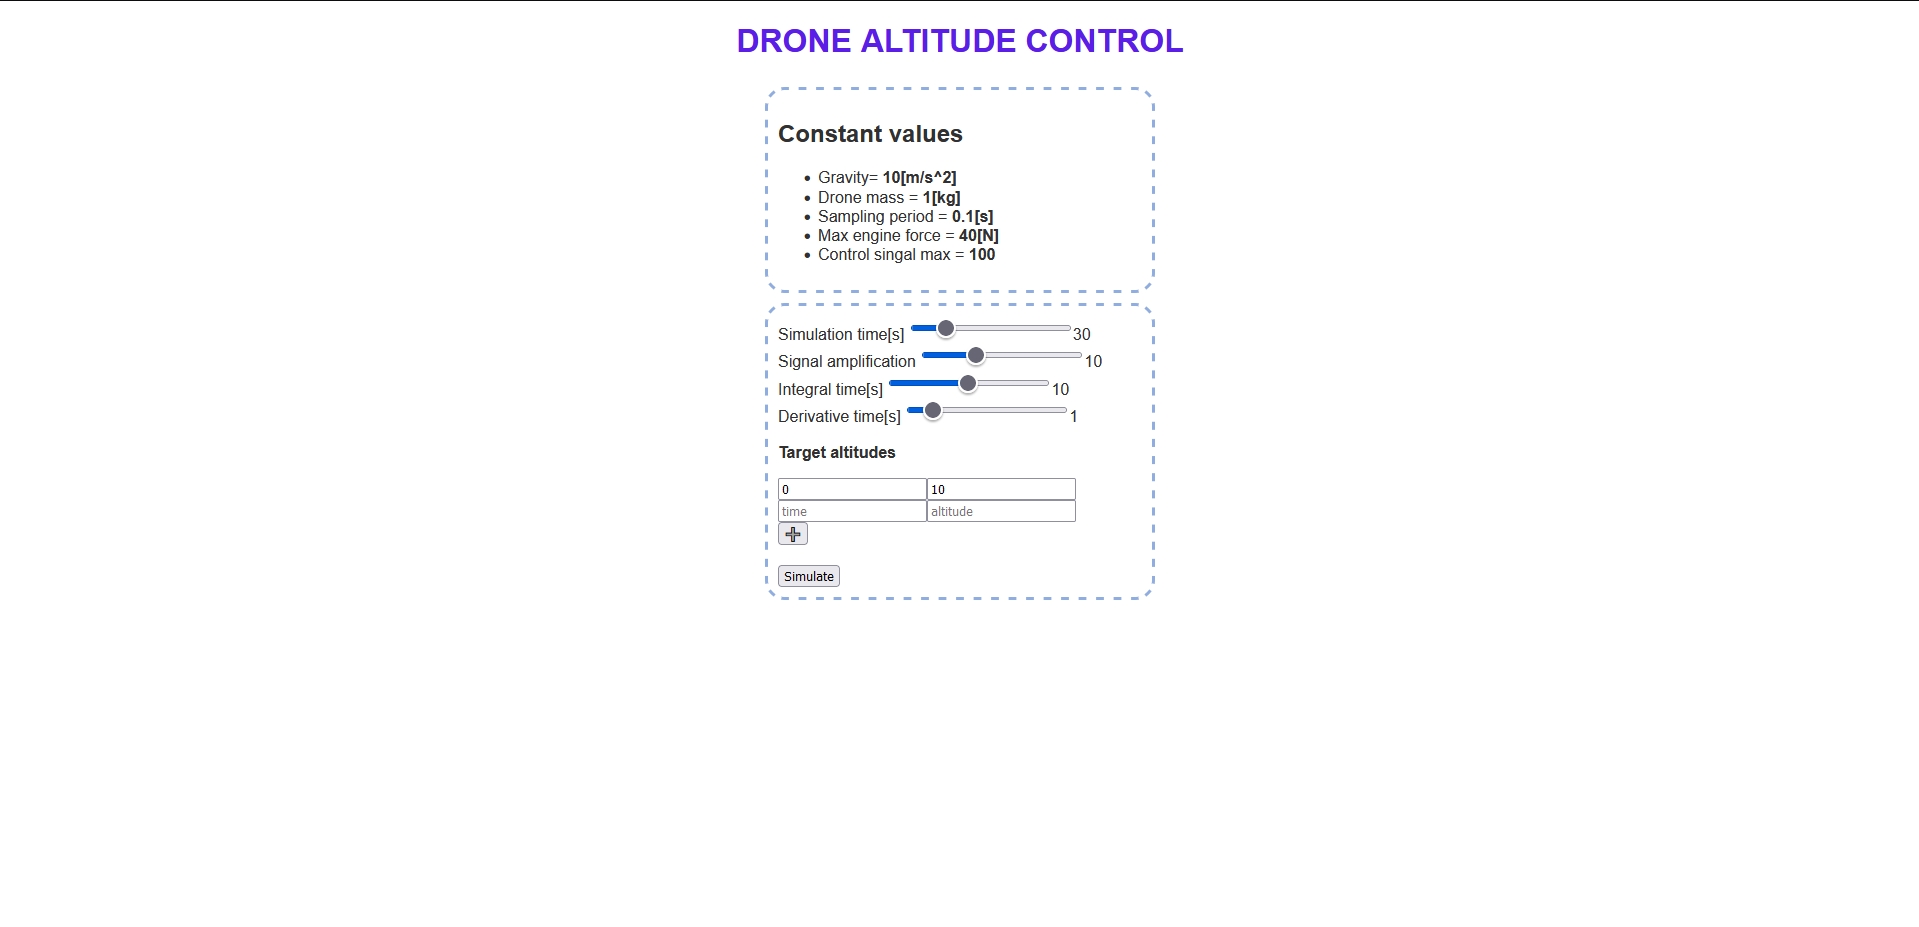 DRONE ALTITUDE CONTROL
Constant values
• Gravity= 10[m/s^2]
• Drone mass = 1[kg]
• Sampling period = 0.1[s]
• Max engine force = 40[N]
• Control singal max = 100
Simulation time[s] 30
Signal amplification 10
Integral time[s] 10
Derivative time[s] 1
Target altitudes
0 10
time altitude
Simulate